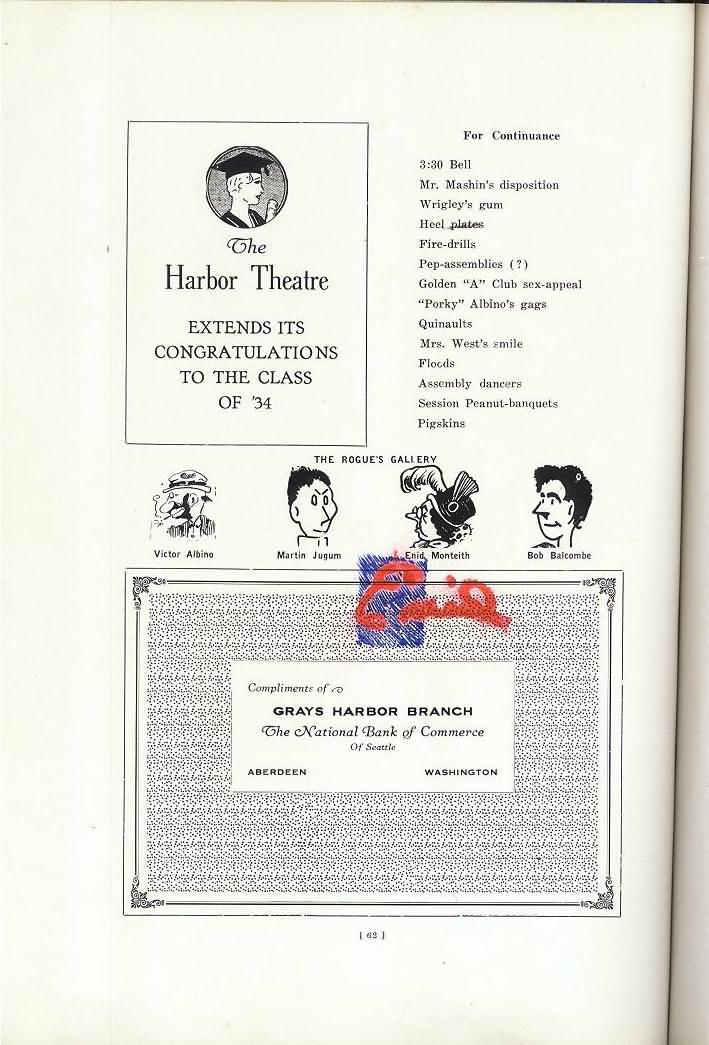 The
Harbor Theatre
EXTENDS ITS
CONGRATULATIONS
TO THE CLASS
OF '34
For Continuance
3:30 Bell
Mr. Mashin's disposition
Wrigley's gum
Heel plates
Fire-drills
Pep-assemblies (?)
Golden "A" Club sex-appeal
"Porky" Albino's gags
Quinaults
Mrs. West's smile
Floods
Assembly dancers
Session Peanut-banquets
Pigskins
THE ROGUE'S GALLERY
Victor Albino Martin Jugum Enid Monteith Bob Balcombe
Enid
Compliments of
GRAYS HARBOR BRANCH
The National Bank of Commerce
Of Seattle
ABERDEEN WASHINGTON
[ 62 ]